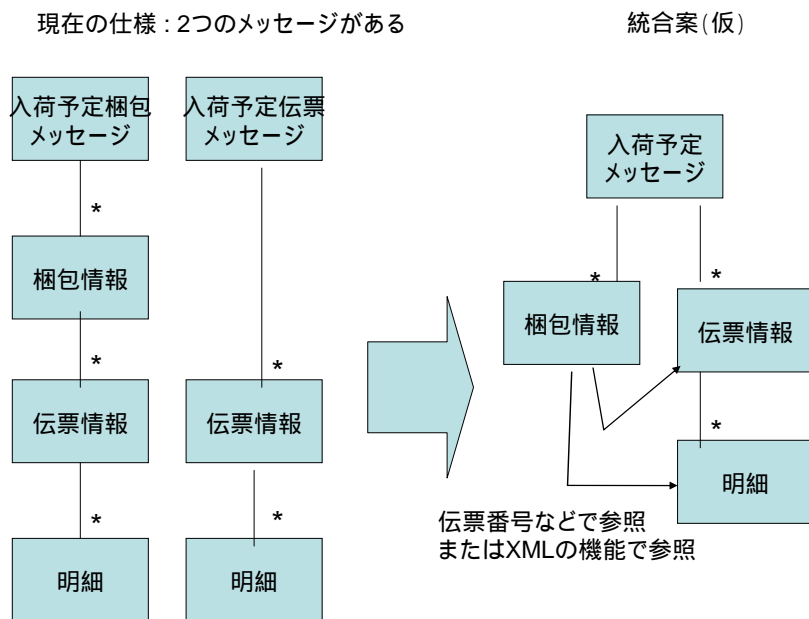 現在の仕様：2つのメッセージがある
統合案（仮）
入荷予定梱包
メッセージ
入荷予定伝票
メッセージ
入荷予定
メッセージ
*
*
*
梱包情報
梱包情報
伝票情報
*
*
*
伝票情報
伝票情報
明細
伝票番号などで参照
またはXMLの機能で参照
*
*
明細
明細